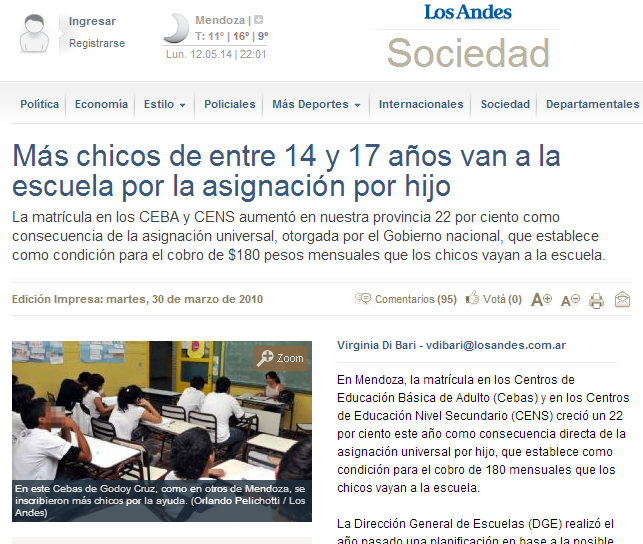 Ingresar
Registrarse
Mendoza |
T: 11° | 16° | 9°
Lun. 12.05.14 | 22:01
Los Andes
Sociedad
Política
Economía
Estilo
Policiales
Más Deportes
Internacionales
Sociedad
Departamentales
Más chicos de entre 14 y 17 años van a la
escuela por la asignación por hijo
La matrícula en los CEBA y CENS aumentó en nuestra provincia 22 por ciento como
consecuencia de la asignación universal, otorgada por el Gobierno nacional, que establece
como condición para el cobro de $180 pesos mensuales que los chicos vayan a la escuela.
Edición Impresa: martes, 30 de marzo de 2010
Comentarios (95)
Votá (0)
A+
A-
Zoom
En este Cebas de Godoy Cruz, como en otros de Mendoza, se
inscribieron más chicos por la ayuda. (Orlando Pelichotti / Los
Andes)
Virginia Di Bari - vdibari@losandes.com.ar
En Mendoza, la matrícula en los Centros de
Educación Básica de Adulto (Cebas) y en los Centros
de Educación Nivel Secundario (CENS) creció un 22
por ciento este año como consecuencia directa de la
asignación universal por hijo, que establece como
condición para el cobro de 180 mensuales que los
chicos vayan a la escuela.
La Dirección General de Escuelas (DGE) realizó el
año pasado una planificación en base a la posible